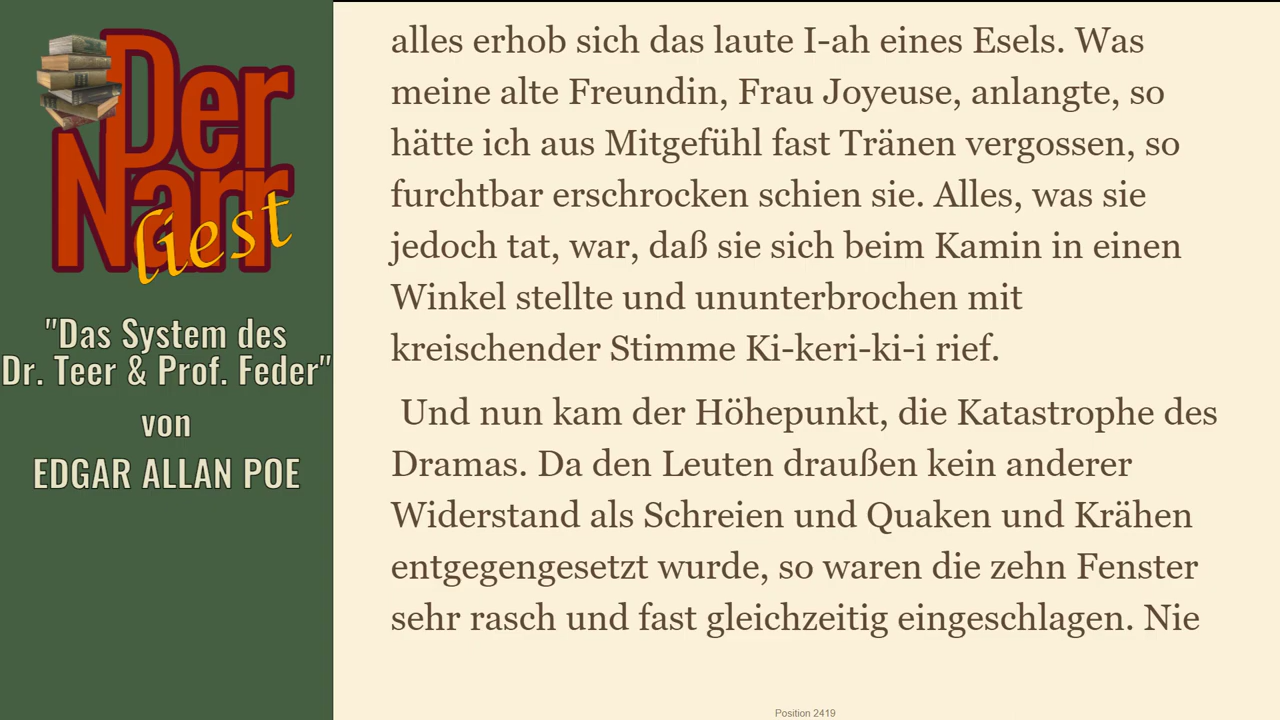 Der
Narr
liest
"Das System des
Dr. Teer & Prof. Feder"
von
EDGAR ALLAN POE
alles erhob sich das laute I-ah eines Esels. Was
meine alte Freundin, Frau Joyeuse, anlangte, so
hätte ich aus Mitgefühl fast Tränen vergossen, so
furchtbar erschrocken schien sie. Alles, was sie
jedoch tat, war, daß sie sich beim Kamin in einen
Winkel stellte und ununterbrochen mit
kreischender Stimme Ki-keri-ki-i rief.
Und nun kam der Höhepunkt, die Katastrophe des
Dramas. Da den Leuten draußen kein anderer
Widerstand als Schreien und Quaken und Krähen
entgegengesetzt wurde, so waren die zehn Fenster
sehr rasch und fast gleichzeitig eingeschlagen. Nie
Position 2419